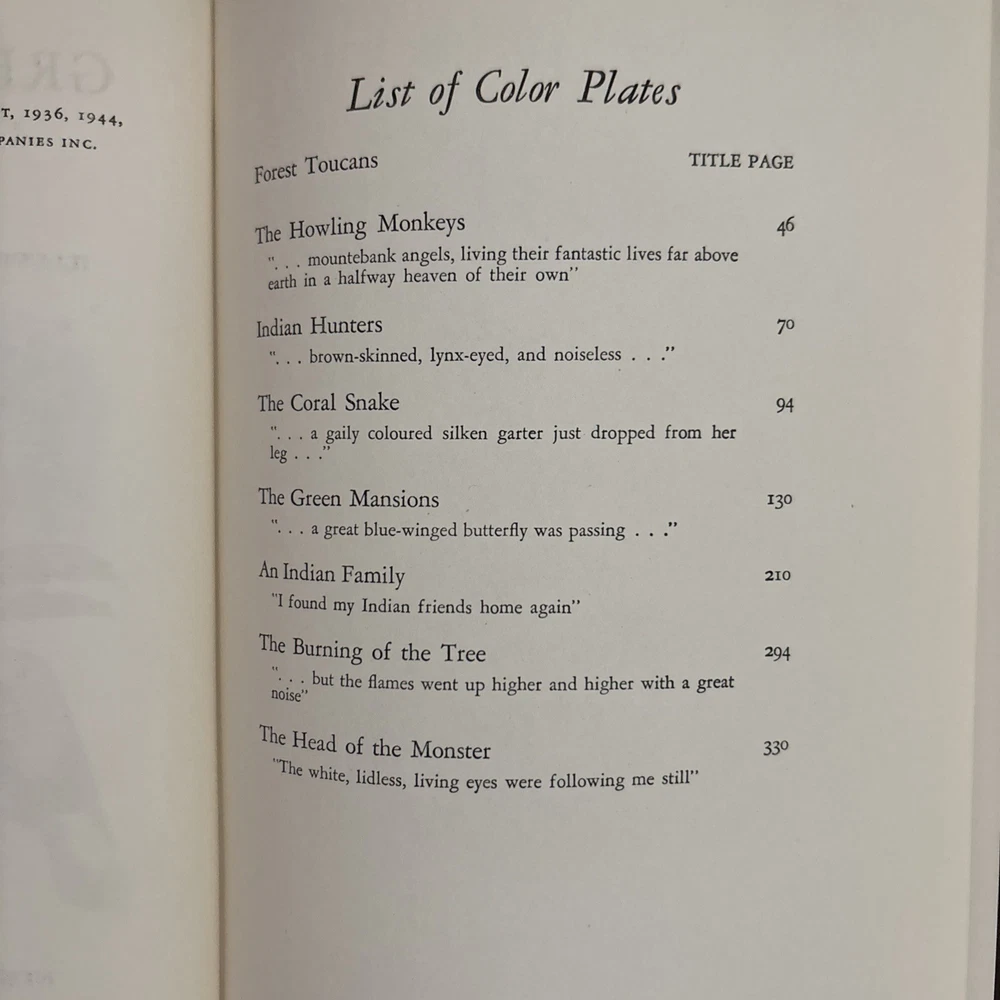 T, 1936, 1944,
PANIES INC.
List of Color Plates
Forest Toucans TITLE PAGE
The Howling Monkeys 46
". . . mountebank angels, living their fantastic lives far above
earth in a halfway heaven of their own"
Indian Hunters 70
". . . brown-skinned, lynx-eyed, and noiseless . . ."
The Coral Snake 94
". . . a gaily coloured silken garter just dropped from her
leg . . ."
The Green Mansions 130
". . . a great blue-winged butterfly was passing . . ."
An Indian Family 210
"I found my Indian friends home again"
The Burning of the Tree 294
". . . but the flames went up higher and higher with a great
noise"
The Head of the Monster 330
"The white, lidless, living eyes were following me still"